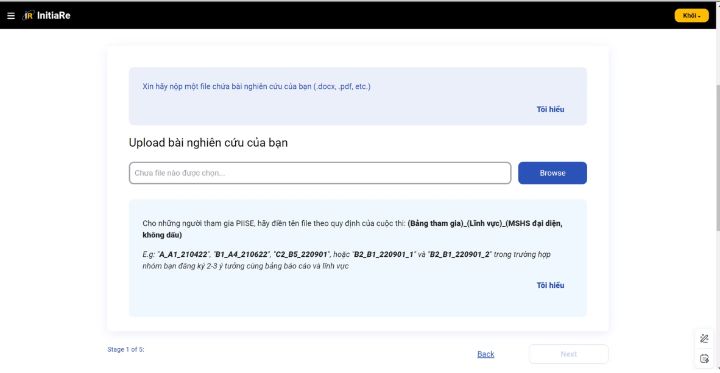 InitiaRe
Khôi
Xin hãy nộp một file chứa bài nghiên cứu của bạn (.docx, .pdf, etc.)
Tôi hiểu
Upload bài nghiên cứu của bạn
Chưa file nào được chọn...
Browse
Cho những người tham gia PIISE, hãy điền tên file theo quy định của cuộc thi: (Bảng tham gia)_(Lĩnh vực)_(MSHS đại diện,
không dấu)
E.g: "A_A1_210422", "B1_A4_210622", "C2_B5_220901", hoặc "B2_B1_220901_1" và "B2_B1_220901_2" trong trường hợp
nhóm bạn đăng ký 2-3 ý tưởng cùng bảng báo cáo và lĩnh vực
Tôi hiểu
Stage 1 of 5:
Back
Next